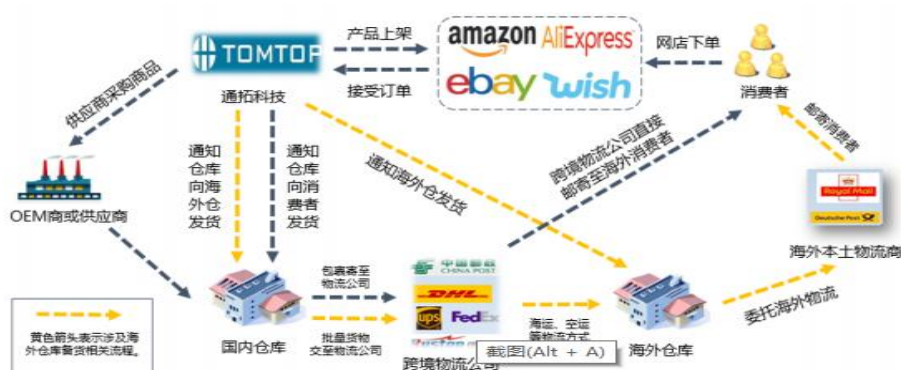 TOMTOP
通拓科技
产品上架
接受订单
amazon
AliExpress
ebay
wish
网店下单
消费者
供应商采购商品
OEM商或供应商
通知
仓库
向海
外仓
发货
通知
仓库
向消
费者
发货
通知海外仓发货
跨境物流公司直接
邮寄至海外消费者
邮寄消费者
Royal Mail
Deutsche Post
海外本土物流商
委托海外物流
黄色箭头表示涉及海
外仓库备货相关流程。
国内仓库
包裹寄至
物流公司
批量货物
交至物流公司
中国邮政
CHINA POST
DHL
ups
FedEx
跨境物流公司
海运、空运
等物流方式
截图(Alt + A)
海外仓库